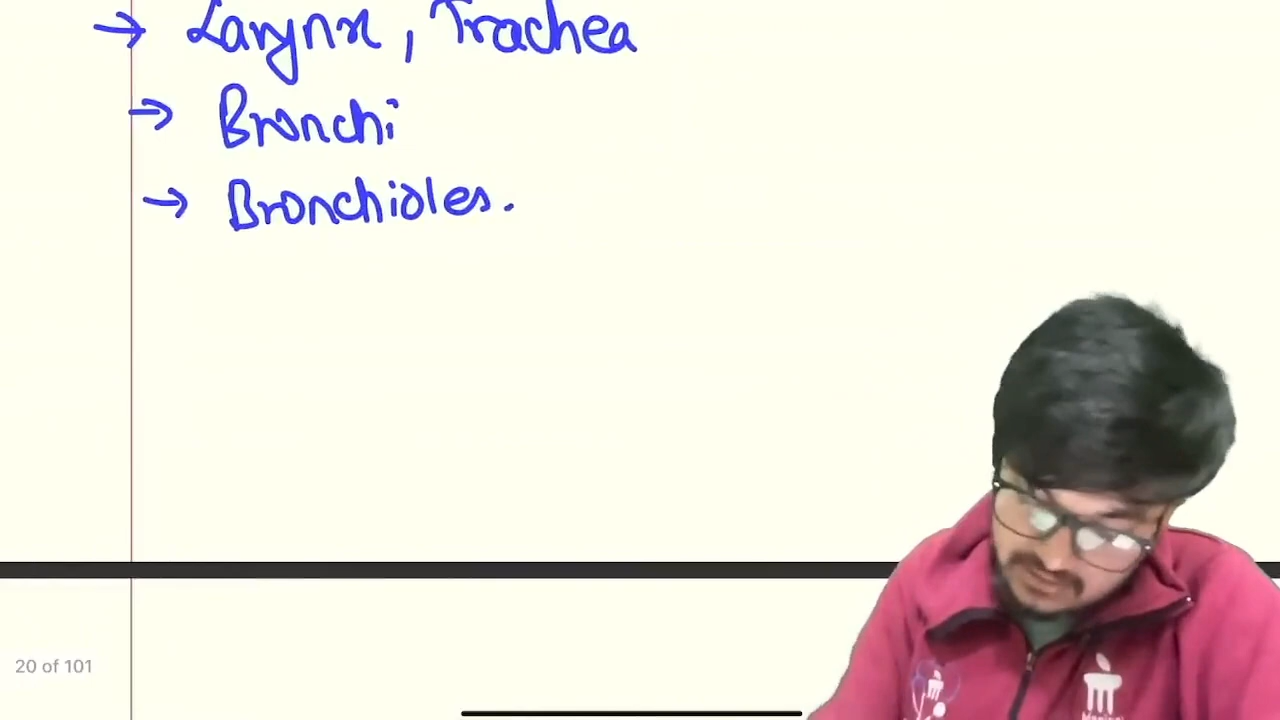 → Larynx, Trachea
→ Bronchi
→ Bronchioles.
20 of 101